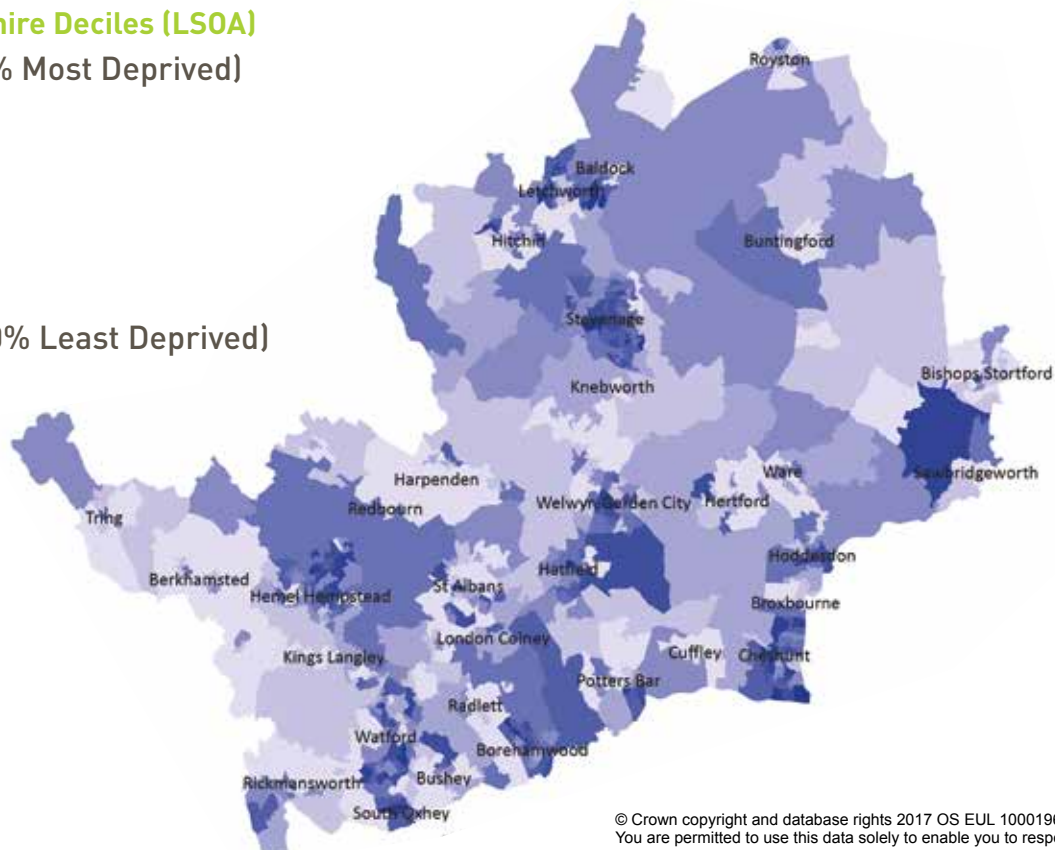 hire Deciles (LSOA)
% Most Deprived)
0% Least Deprived)
Royston
Baldock
Letchworth
Hitchin
Buntingford
Stevenage
Bishops Stortford
Knebworth
Sawbridgeworth
Harpenden
Ware
Redbourn
Welwyn Garden City
Hertford
Tring
Hoddesdon
Hatfield
Berkhamsted
St Albans
Hemel Hempstead
Broxbourne
London Colney
Cuffley
Cheshunt
Kings Langley
Potters Bar
Radlett
Watford
Borehamwood
Rickmansworth
Bushey
South Oxhey
© Crown copyright and database rights 2017 OS EUL 1000196
You are permitted to use this data solely to enable you to respo